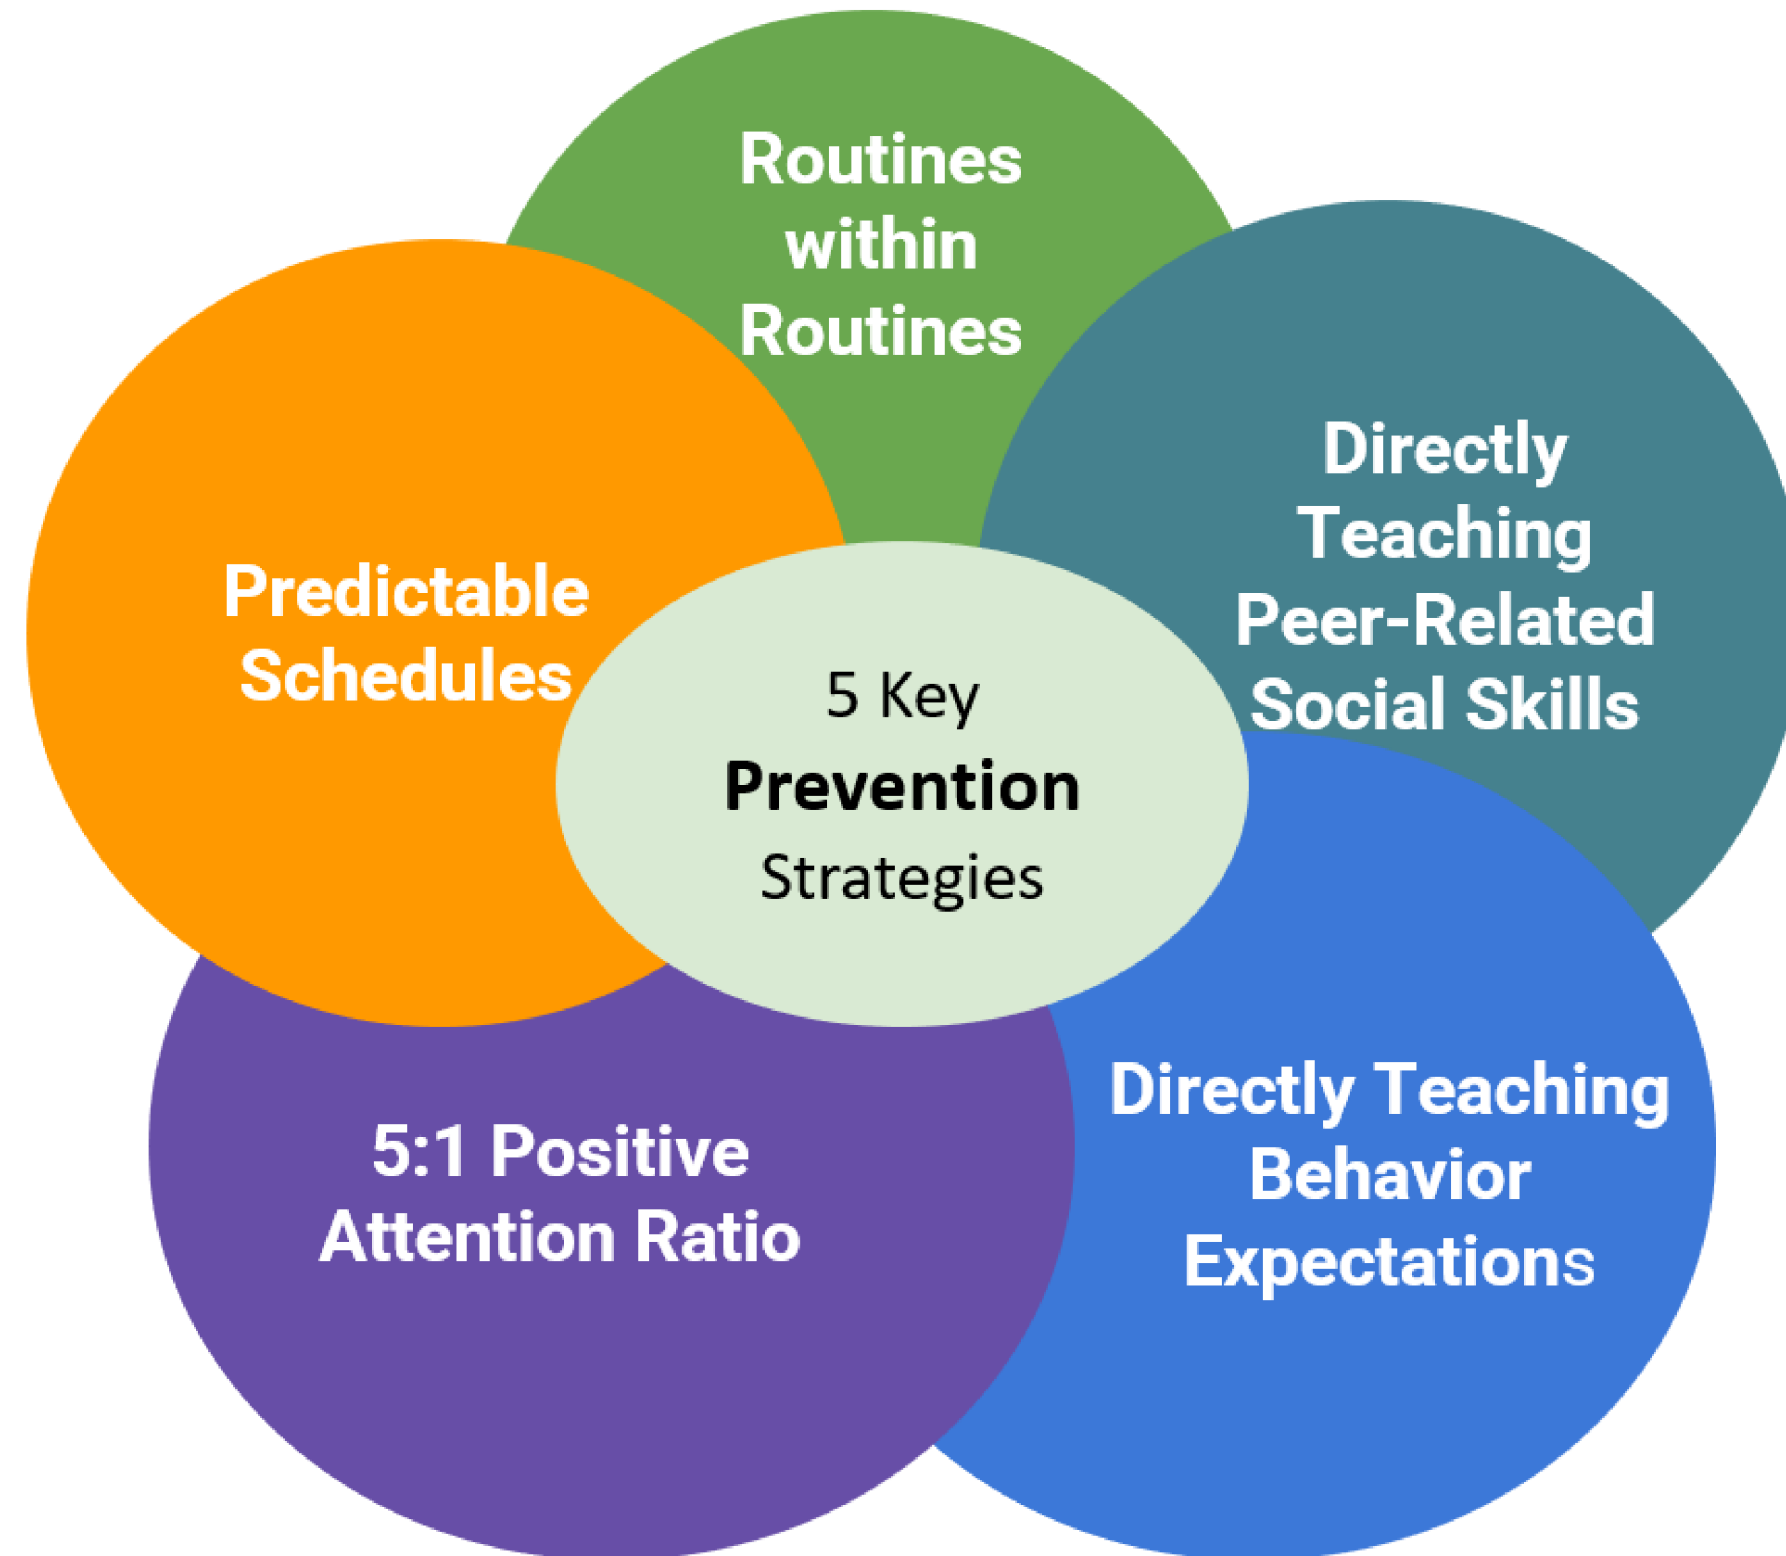 Routines
within
Routines
Directly
Teaching
Peer-Related
Social Skills
Predictable
Schedules
5 Key
Prevention
Strategies
Directly Teaching
Behavior
Expectations
5:1 Positive
Attention Ratio